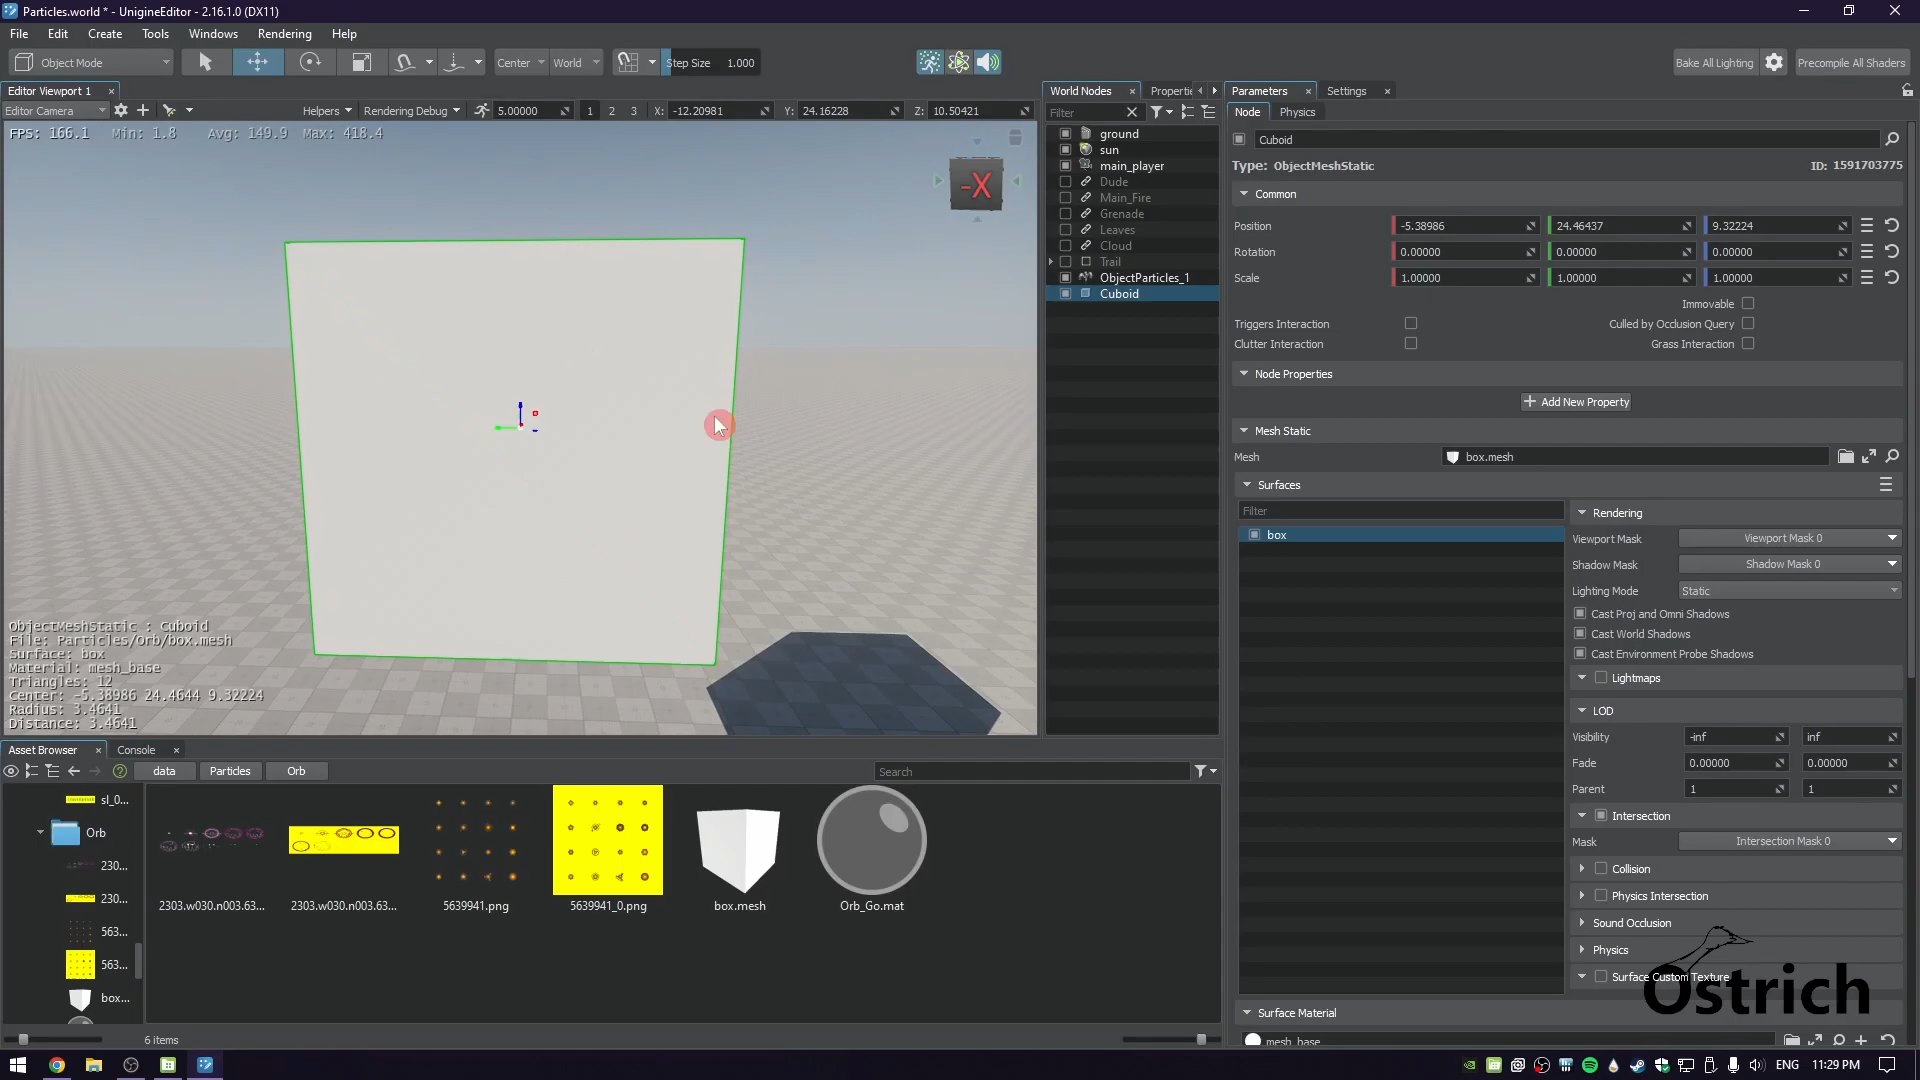 Particles.world * - UnigineEditor - 2.16.1.0 (DX11)
File Edit Create Tools Windows Rendering Help
Object Mode Center World Step Size 1.000 Bake All Lighting Precompile All Shaders
Editor Viewport 1
Editor Camera Helpers Rendering Debug 5.00000 1 2 3 X: -12.20981 Y: 24.16228 Z: 10.50421
FPS: 166.1 Min: 1.8 Avg: 149.9 Max: 418.4
-X
ObjectMeshStatic : Cuboid
File: Particles/Orb/box.mesh
Surface: box
Material: mesh_base
Triangles: 12
Center: -5.38986 24.4644 9.32224
Radius: 3.4641
Distance: 3.4641
World Nodes Properti
Filter
ground
sun
main_player
Dude
Main_Fire
Grenade
Leaves
Cloud
Trail
ObjectParticles_1
Cuboid
Parameters Settings
Node Physics
Cuboid
Type: ObjectMeshStatic ID: 1591703775
Common
Position -5.38986 24.46437 9.32224
Rotation 0.00000 0.00000 0.00000
Scale 1.00000 1.00000 1.00000
Immovable
Triggers Interaction Culled by Occlusion Query
Clutter Interaction Grass Interaction
Node Properties
+ Add New Property
Mesh Static
Mesh box.mesh
Surfaces
Filter
box
Rendering
Viewport Mask Viewport Mask 0
Shadow Mask Shadow Mask 0
Lighting Mode Static
Cast Proj and Omni Shadows
Cast World Shadows
Cast Environment Probe Shadows
Lightmaps
LOD
Visibility -inf inf
Fade 0.00000 0.00000
Parent 1 1
Intersection
Mask Intersection Mask 0
Collision
Physics Intersection
Sound Occlusion
Physics
Surface Custom Texture
Ostrich
Surface Material
mesh_base
Asset Browser Console
data Particles Orb Search
sl_0...
Orb
230...
230...
563...
563...
box...
2303.w030.n003.63... 2303.w030.n003.63... 5639941.png 5639941_0.png box.mesh Orb_Go.mat
6 items
ENG 11:29 PM